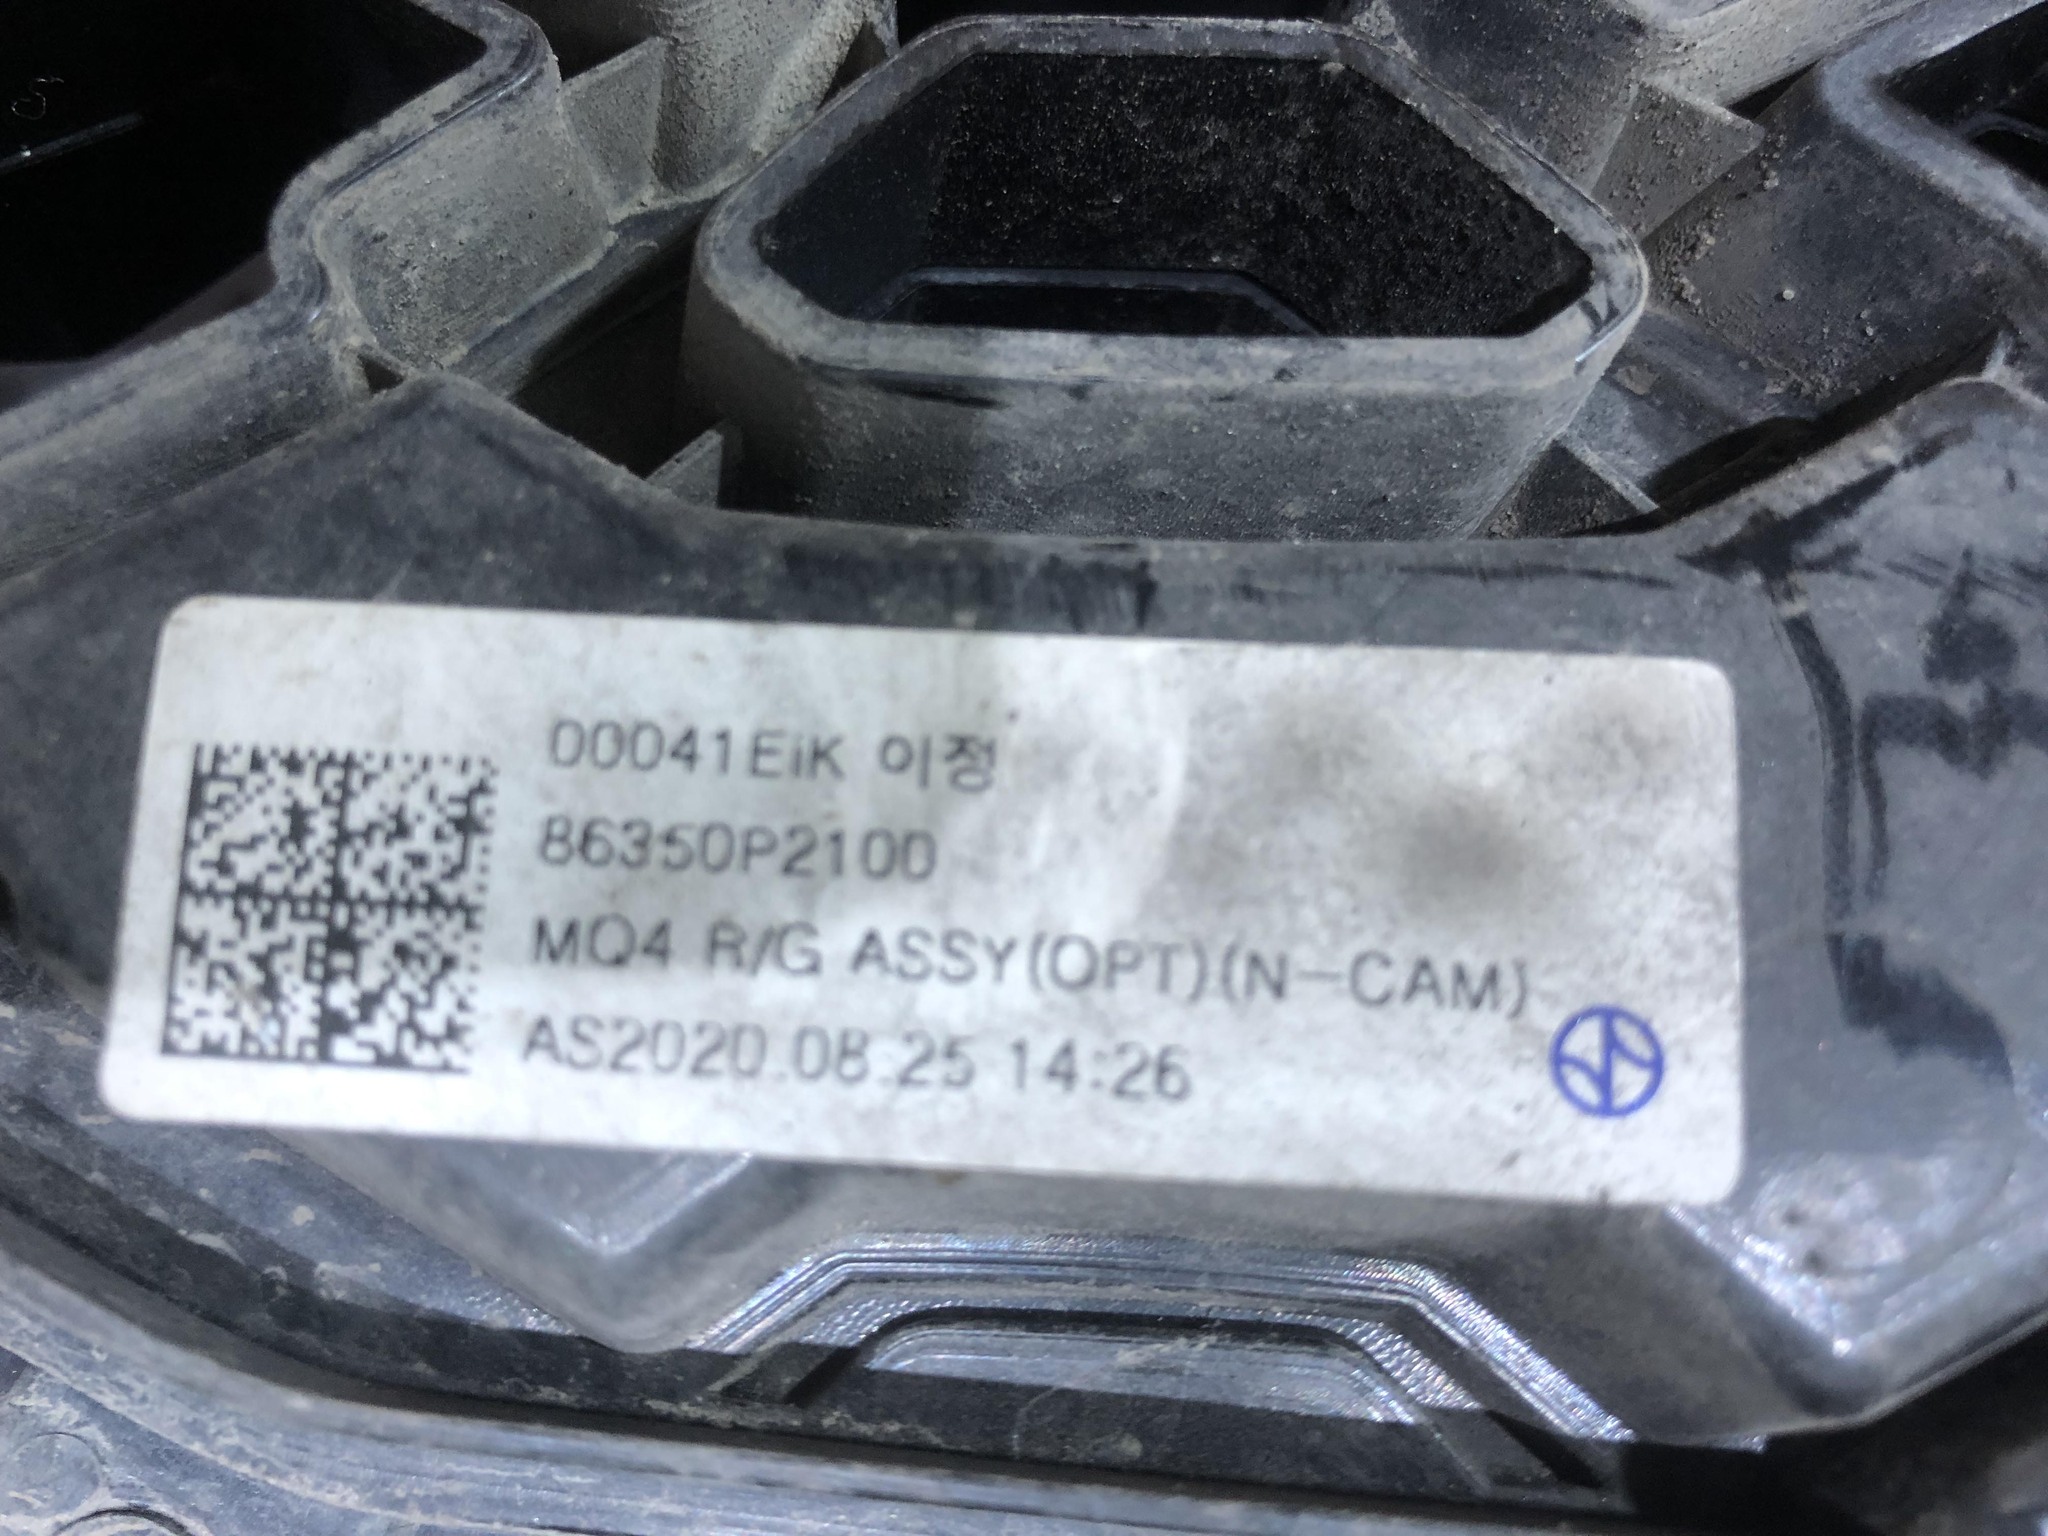 00041EiK 이정
86350P2100
MQ4 R/G ASSY(OPT)(N-CAM)
AS2020.08.25 14:26